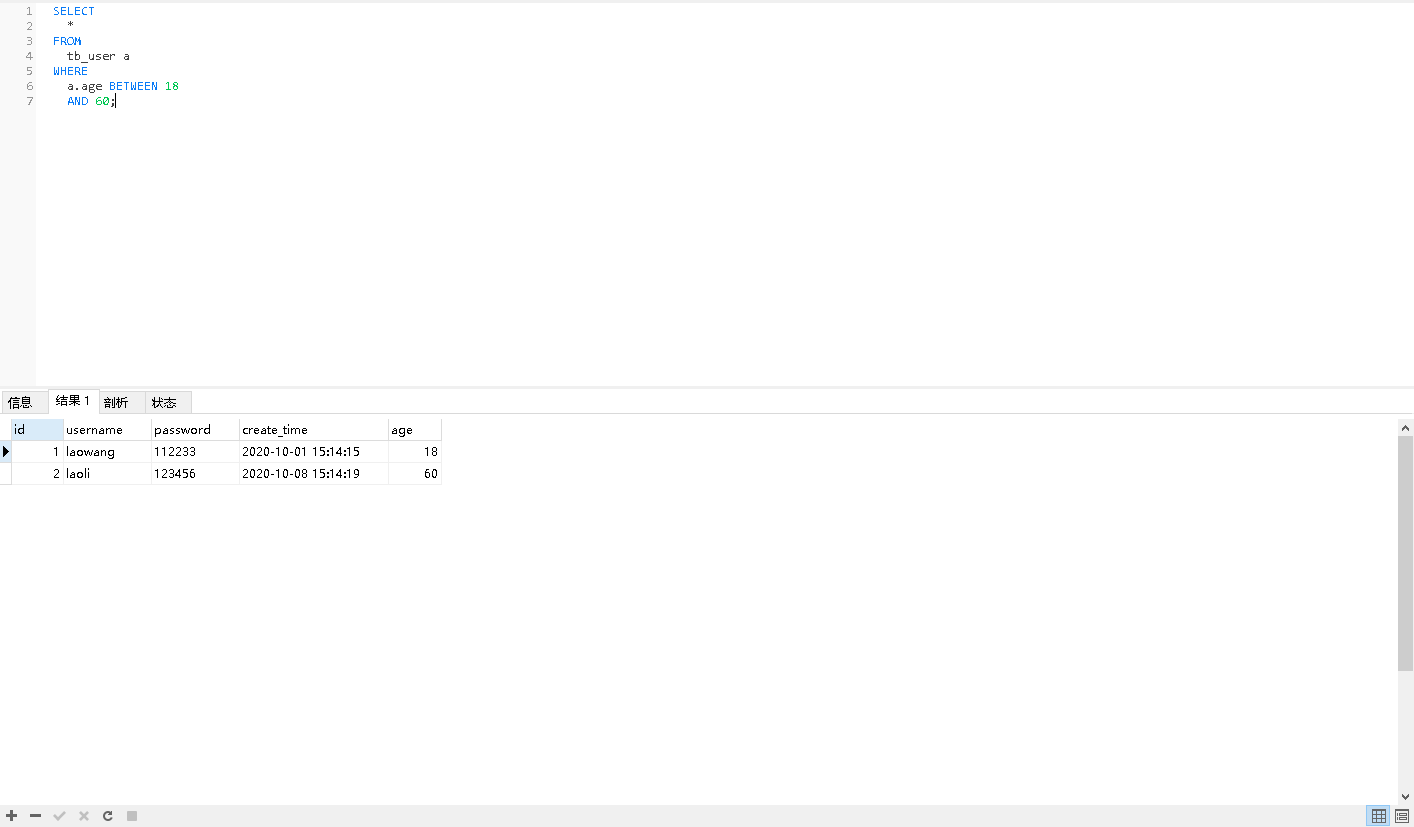 1 SELECT
2 *
3 FROM
4 tb_user a
5 WHERE
6 a.age BETWEEN 18
7 AND 60;
信息 结果 1 剖析 状态
id username password create_time age
1 laowang 112233 2020-10-01 15:14:15 18
2 laoli 123456 2020-10-08 15:14:19 60